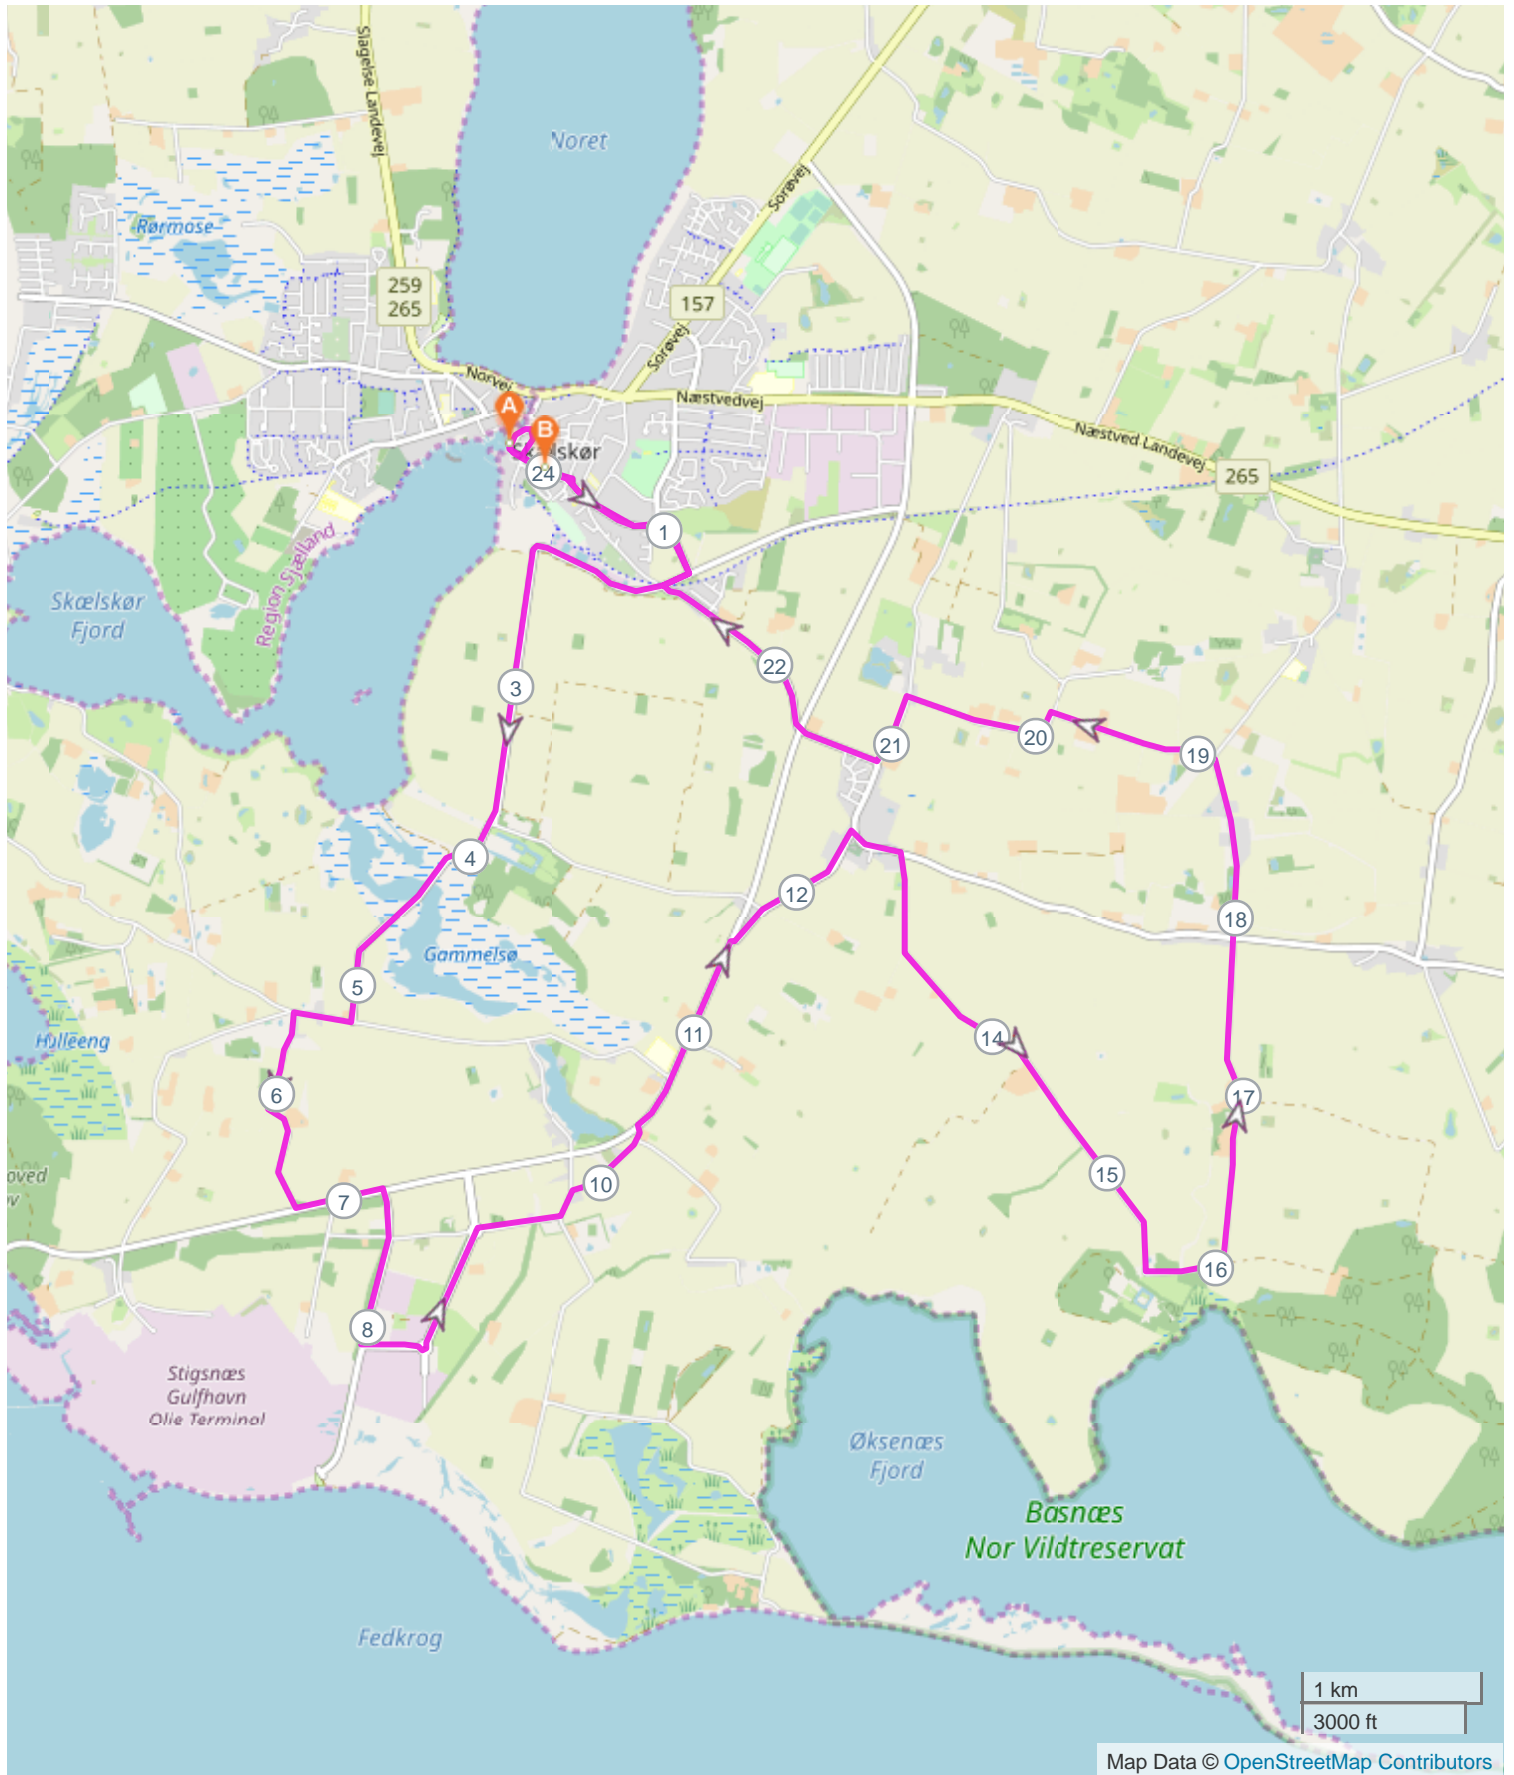 Slagelse Landevej
Noret
Sorøvej
Rørmose
259
265
157
Sorøvej
Norvej
Næstvedvej
A
B
Næstved Landevej
24
265
1
Region Sjælland
Skælskør
Fjord
22
3
21
20
19
4
12
18
Gammelsø
5
11
14
Hulleeng
6
17
15
10
7
16
8
Stigsnæs
Gulfhavn
Olie Terminal
Øksenæs
Fjord
Basnæs
Nor Vildtreservat
Fedkrog
1 km
3000 ft
Map Data © OpenStreetMap Contributors